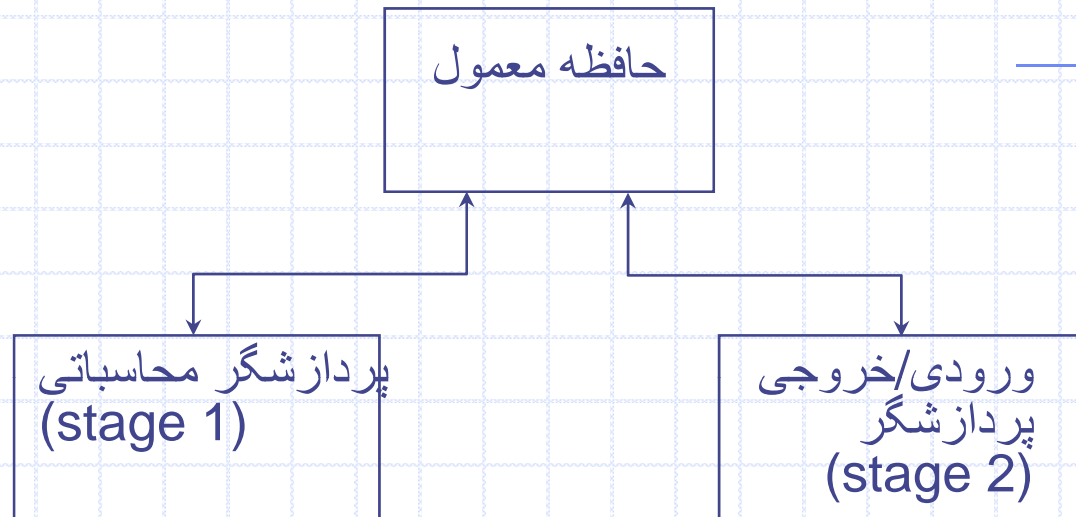 حافظه معمول
پردازشگر محاسباتی
(stage 1)
ورودی/خروجی
پردازشگر
(stage 2)